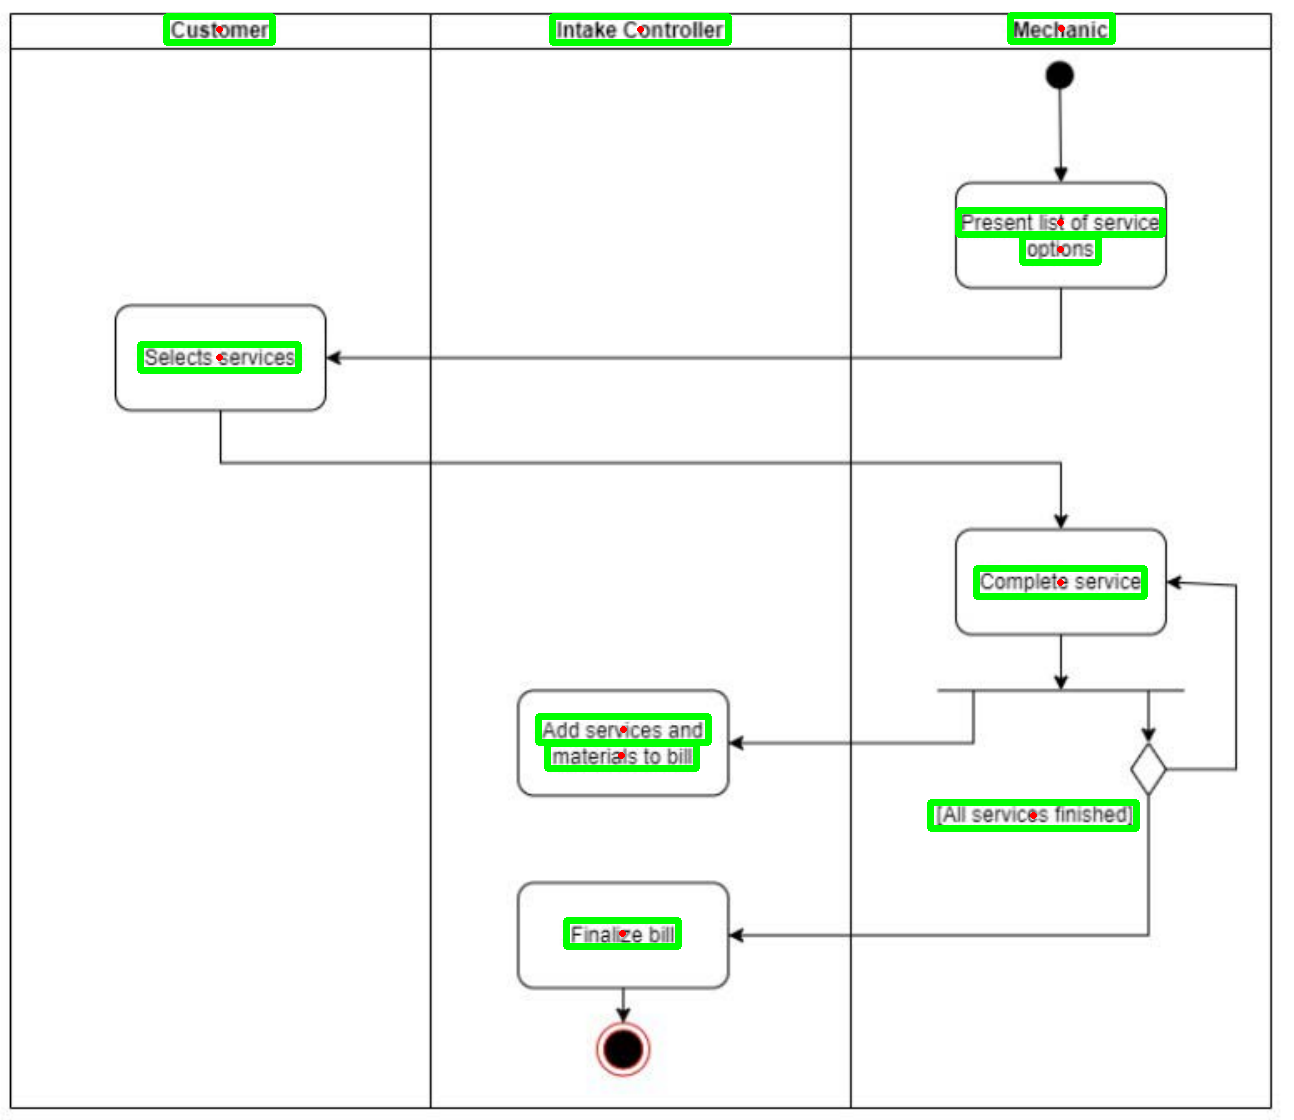 Customer
Intake Controller
Mechanic
Present list of service
options
Selects services
Complete service
Add services and
materials to bill
[All services finished]
Finalize bill